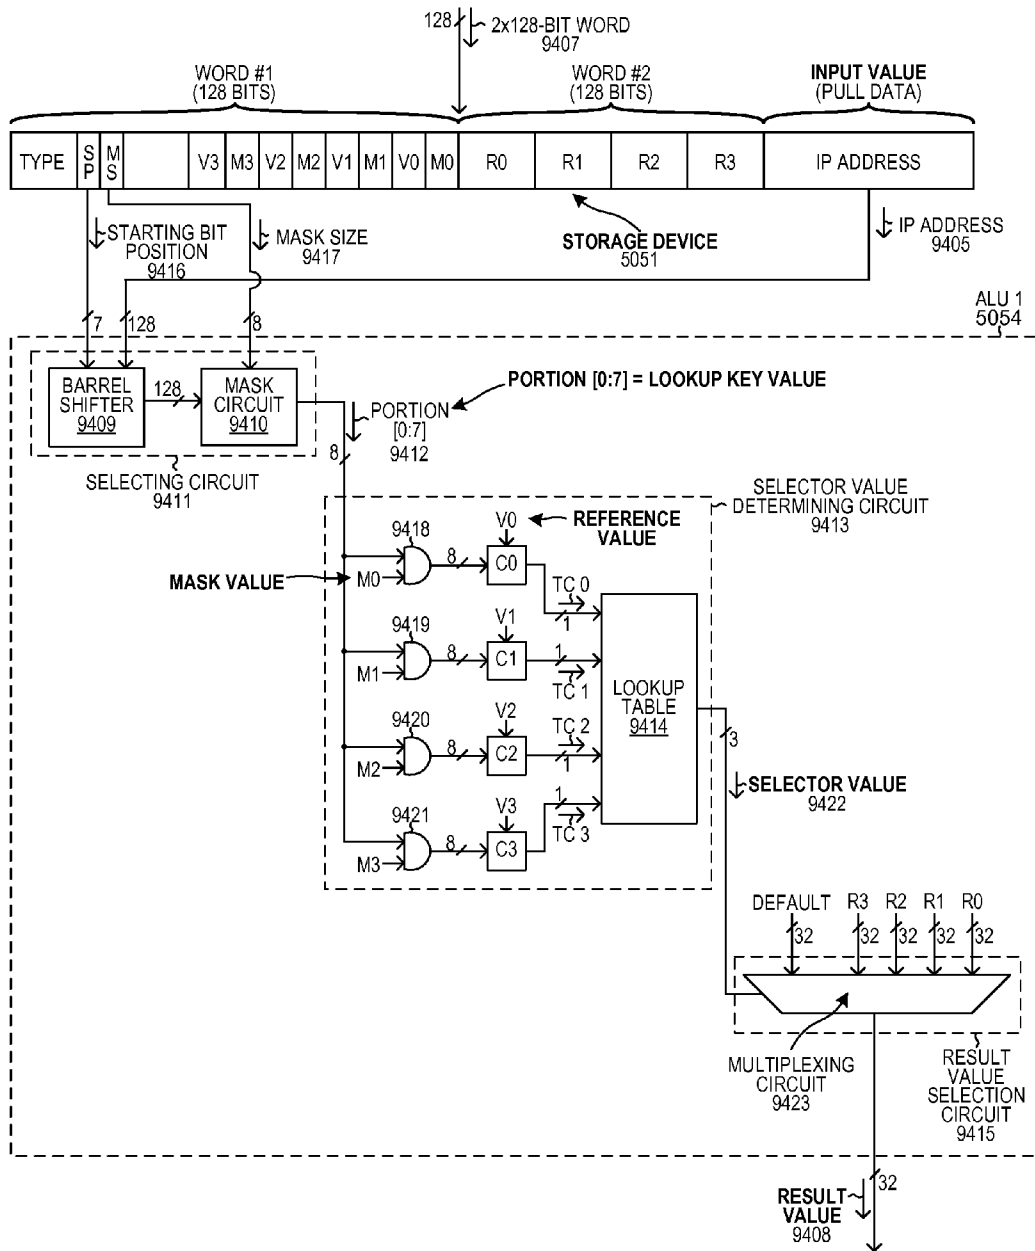 128
2x128-BIT WORD
9407
WORD #1
(128 BITS)
WORD #2
(128 BITS)
INPUT VALUE
(PULL DATA)
TYPE
SP
MS
V3
M3
V2
M2
V1
M1
V0
M0
R0
R1
R2
R3
IP ADDRESS
STARTING BIT
POSITION
9416
MASK SIZE
9417
STORAGE DEVICE
5051
IP ADDRESS
9405
ALU 1
5054
7
128
8
BARREL
SHIFTER
9409
128
MASK
CIRCUIT
9410
PORTION [0:7] = LOOKUP KEY VALUE
PORTION
[0:7]
9412
8
SELECTING CIRCUIT
9411
SELECTOR VALUE
DETERMINING CIRCUIT
9413
9418
V0
REFERENCE
VALUE
MASK VALUE
M0
8
C0
TC 0
1
9419
V1
M1
8
C1
1
TC 1
LOOKUP
TABLE
9414
9420
V2
M2
8
C2
TC 2
1
3
SELECTOR VALUE
9422
9421
V3
M3
8
C3
1
TC 3
DEFAULT
R3
R2
R1
R0
32
32
32
32
32
MULTIPLEXING
CIRCUIT
9423
RESULT
VALUE
SELECTION
CIRCUIT
9415
32
RESULT
VALUE
9408